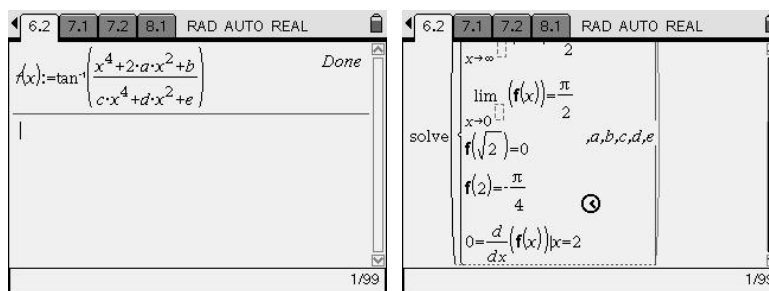 6.2 7.1 7.2 8.1 RAD AUTO REAL
f(x):=tan⁻¹((x⁴+2·a·x²+b)/(c·x⁴+d·x²+e)) Done
1/99
6.2 7.1 7.2 8.1 RAD AUTO REAL
x→∞ 2
lim (f(x))=π/2
x→0
solve f(√2)=0 ,a,b,c,d,e
f(2)=-π/4
0=d/dx(f(x))|x=2
1/99